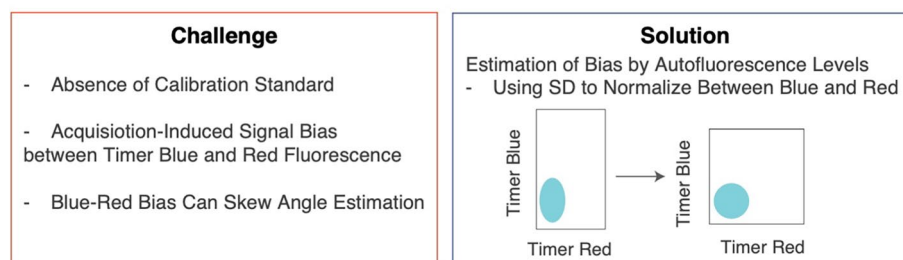 Challenge
- Absence of Calibration Standard
- Acquisiotion-Induced Signal Bias
between Timer Blue and Red Fluorescence
- Blue-Red Bias Can Skew Angle Estimation
Solution
Estimation of Bias by Autofluorescence Levels
- Using SD to Normalize Between Blue and Red
Timer Blue
Timer Red
Timer Blue
Timer Red